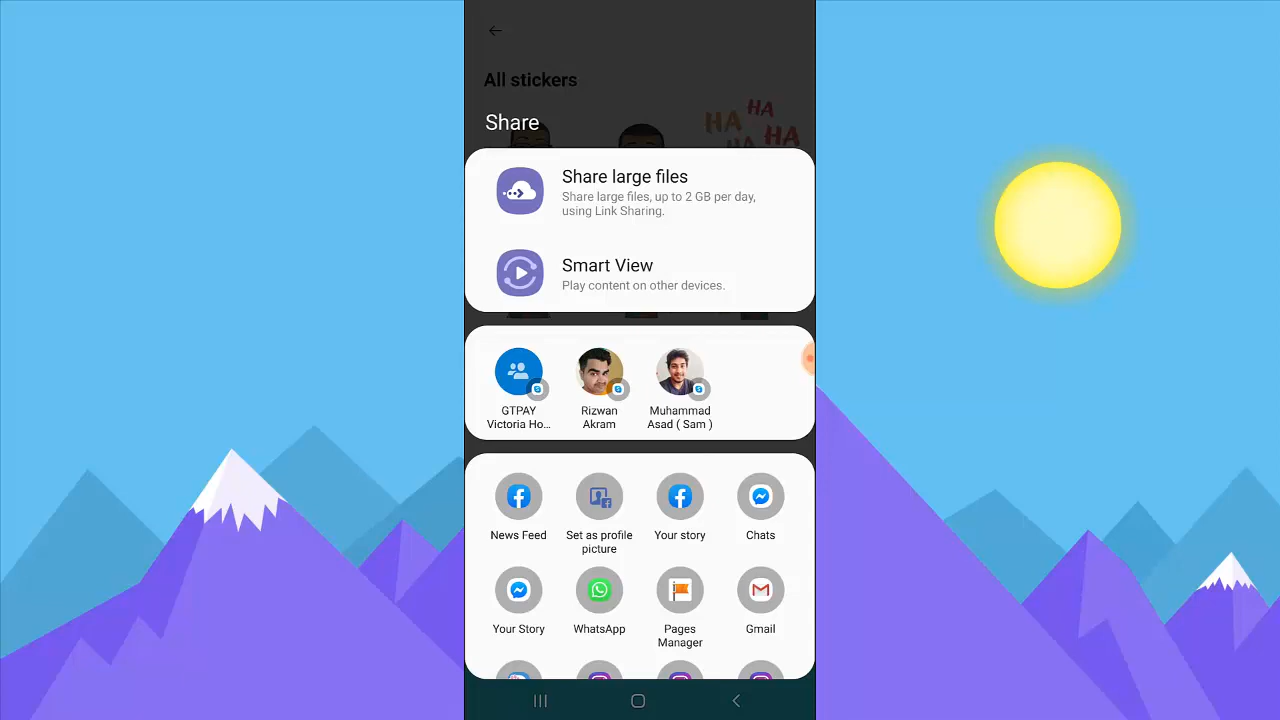 All stickers
HA HA
HA HA
Share
Share large files
Share large files, up to 2 GB per day,
using Link Sharing.
Smart View
Play content on other devices.
GTPAY
Victoria Ho...
Rizwan
Akram
Muhammad
Asad ( Sam )
News Feed
Set as profile
picture
Your story
Chats
Your Story
WhatsApp
Pages
Manager
Gmail